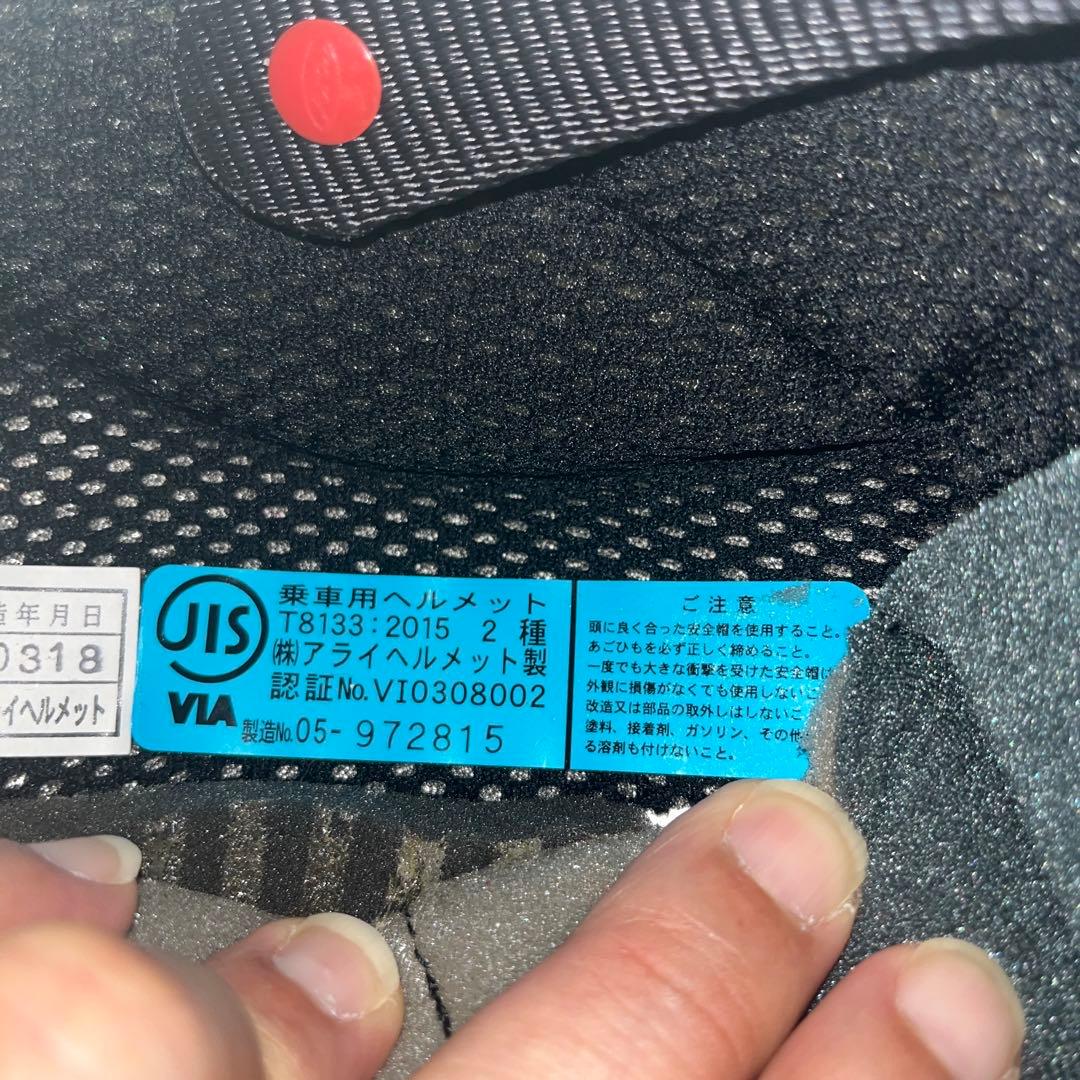 造年月日
0318
イヘルメット
JIS
VIA
乗車用ヘルメット
T8133:2015 2種
㈱アライヘルメット製
認証No.VI0308002
製造No.05-972815
ご注意
頭に良く合った安全帽を使用すること。
あごひもを必ず正しく締めること。
一度でも大きな衝撃を受けた安全帽は
外観に損傷がなくても使用しないこ
改造又は部品の取外しはしないこ
塗料、接着剤、ガソリン、その他
る溶剤も付けないこと。